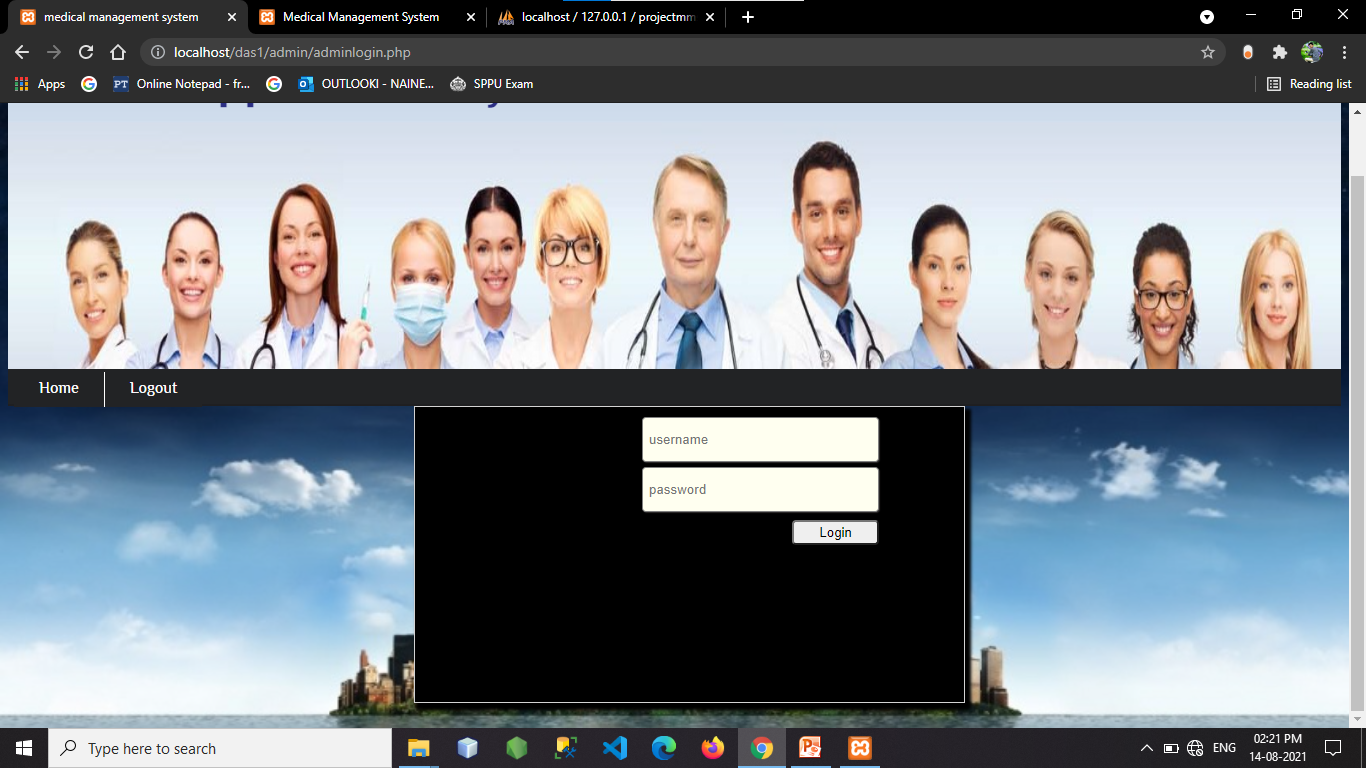 medical management system
Medical Management System
localhost / 127.0.0.1 / projectmm
localhost/das1/admin/adminlogin.php
Apps
Online Notepad - fr...
OUTLOOKI - NAINE...
SPPU Exam
Reading list
Home
Logout
username
password
Login
Type here to search
ENG
02:21 PM
14-08-2021